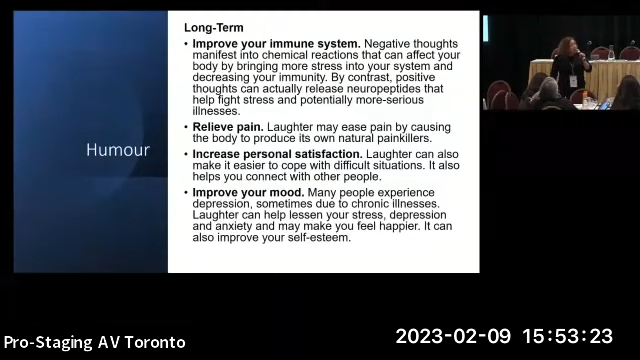 Long-Term
• Improve your immune system. Negative thoughts
manifest into chemical reactions that can affect your
body by bringing more stress into your system and
decreasing your immunity. By contrast, positive
thoughts can actually release neuropeptides that
help fight stress and potentially more-serious
illnesses.
• Relieve pain. Laughter may ease pain by causing
the body to produce its own natural painkillers.
• Increase personal satisfaction. Laughter can also
make it easier to cope with difficult situations. It also
helps you connect with other people.
• Improve your mood. Many people experience
depression, sometimes due to chronic illnesses.
Laughter can help lessen your stress, depression
and anxiety and may make you feel happier. It can
also improve your self-esteem.
Humour
Pro-Staging AV Toronto
2023-02-09 15:53:23